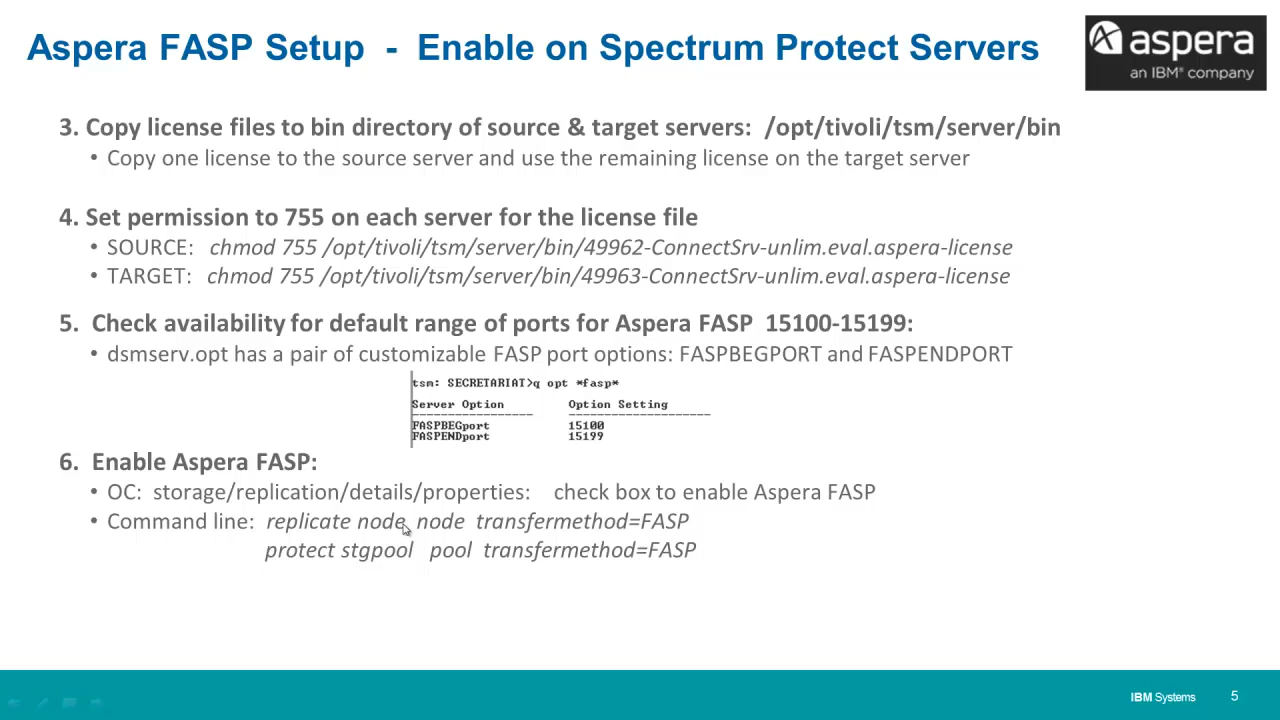 Aspera FASP Setup - Enable on Spectrum Protect Servers
aspera
an IBM® company
3. Copy license files to bin directory of source & target servers: /opt/tivoli/tsm/server/bin
• Copy one license to the source server and use the remaining license on the target server
4. Set permission to 755 on each server for the license file
• SOURCE: chmod 755 /opt/tivoli/tsm/server/bin/49962-ConnectSrv-unlim.eval.aspera-license
• TARGET: chmod 755 /opt/tivoli/tsm/server/bin/49963-ConnectSrv-unlim.eval.aspera-license
5. Check availability for default range of ports for Aspera FASP 15100-15199:
• dsmserv.opt has a pair of customizable FASP port options: FASPBEGPORT and FASPENDPORT
tsm: SECRETARIAT>q opt *fasp*
Server Option Option Setting
----------------- --------------------
FASPBEGport 15100
FASPENDport 15199
6. Enable Aspera FASP:
• OC: storage/replication/details/properties: check box to enable Aspera FASP
• Command line: replicate node node transfermethod=FASP
protect stgpool pool transfermethod=FASP
IBM Systems 5